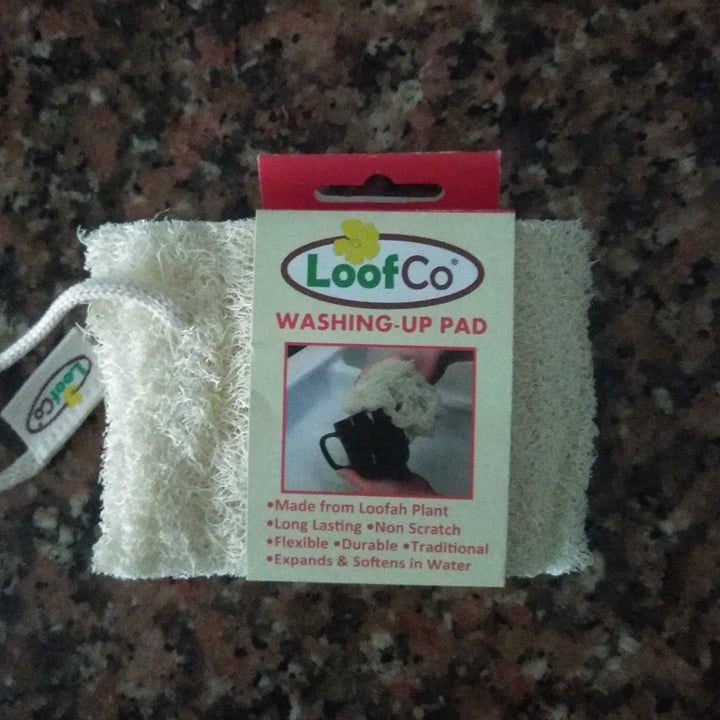 LoofCo®
WASHING-UP PAD
•Made from Loofah Plant
•Long Lasting •Non Scratch
•Flexible •Durable •Traditional
•Expands & Softens in Water
LoofCo